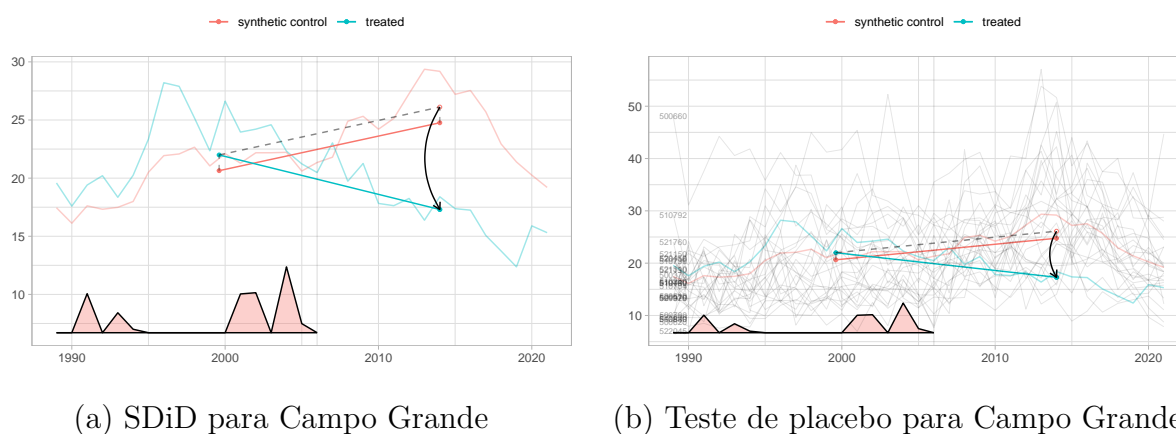 synthetic control treated
30
25
20
15
10
1990 2000 2010 2020
(a) SDiD para Campo Grande
synthetic control treated
50
40
30
20
10
500660
510792
521760
1990 2000 2010 2020
(b) Teste de placebo para Campo Grande